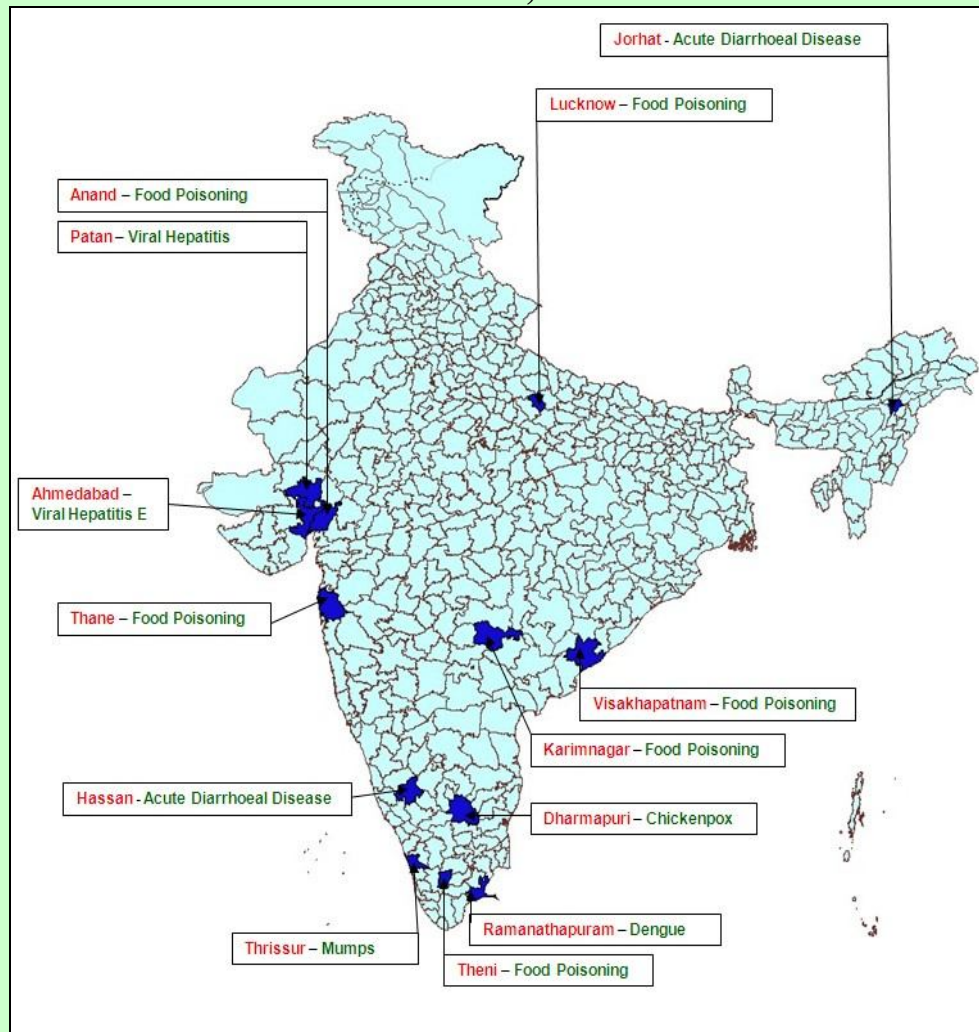 Jorhat - Acute Diarrhoeal Disease
Lucknow – Food Poisoning
Anand – Food Poisoning
Patan – Viral Hepatitis
Ahmedabad –
Viral Hepatitis E
Thane – Food Poisoning
Visakhapatnam – Food Poisoning
Karimnagar – Food Poisoning
Hassan - Acute Diarrhoeal Disease
Dharmapuri – Chickenpox
Ramanathapuram – Dengue
Thrissur – Mumps
Theni – Food Poisoning